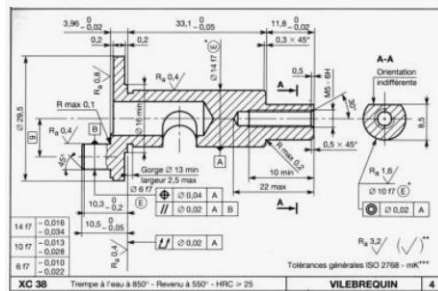 3,96 0 -0,02
33,1 0 -0,05
11,8 0 -0,02
0,2
0,2
0,3 × 45°
Ra 0,8
Ra 0,4
Ø 14 f7 E
0,5
A
A-A
Orientation
indifférente
R max 0,1
Ra 0,4
Ø 29,5
9
B
Ø 16 min
M5 - 6H
8,5
45°
Gorge Ø 13 min
largeur 2,5 max
A
R max 0,2
0,5 × 45°
10 min
22 max
Ra 1,6
Ø 10 f7 E
Ø 0,02 A
10,3 0 -0,2
Ø 6 f7
E
Ø 0,04 A
// Ø 0,02 A B
A
10,5 0 -0,05
Ø 0,02 A
Ra 0,4
Ra 3,2 (√)**
14 f7 -0,016 -0,034
10 f7 -0,013 -0,028
6 f7 -0,010 -0,022
Tolérances générales ISO 2768 - mK***
XC 38 Trempe à l'eau à 850° - Revenu à 550° - HRC ≥ 25 VILEBREQUIN 4